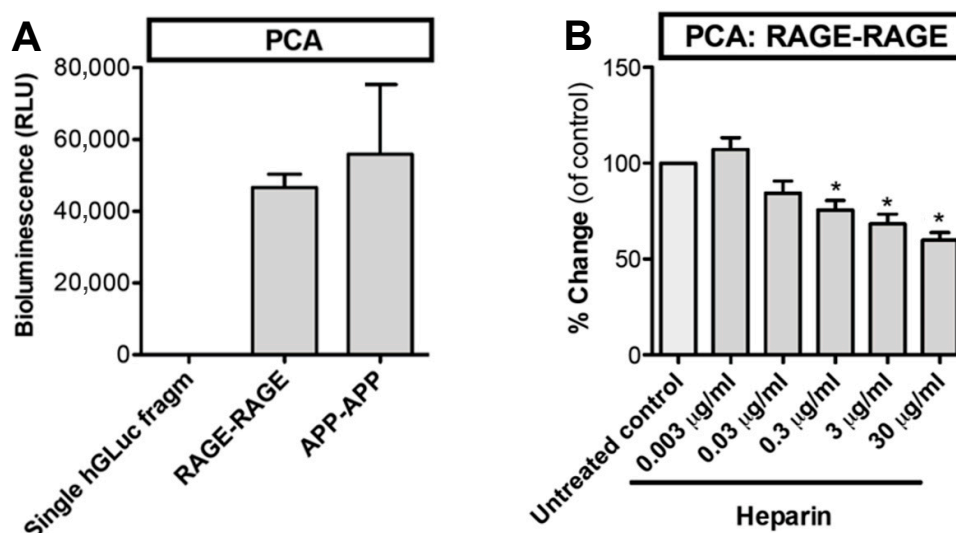 A
PCA
Bioluminescence (RLU)
80,000
60,000
40,000
20,000
0
Single hGLuc fragm
RAGE-RAGE
APP-APP
B
PCA: RAGE-RAGE
% Change (of control)
150
100
50
0
*
*
*
Untreated control
0.003 µg/ml
0.03 µg/ml
0.3 µg/ml
3 µg/ml
30 µg/ml
Heparin